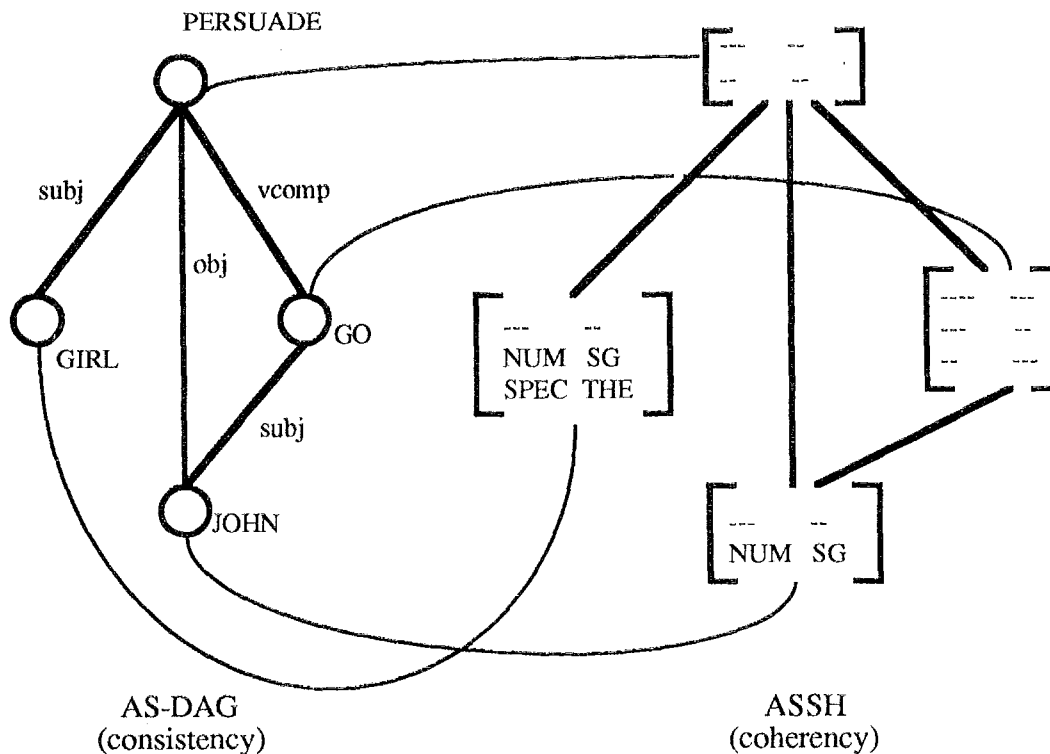 PERSUADE
--- --
-- --
subj
vcomp
obj
GIRL
GO
--- --
NUM SG
SPEC THE
---- ---
--- --
-- ---
subj
JOHN
--- --
NUM SG
AS-DAG
(consistency)
ASSH
(coherency)